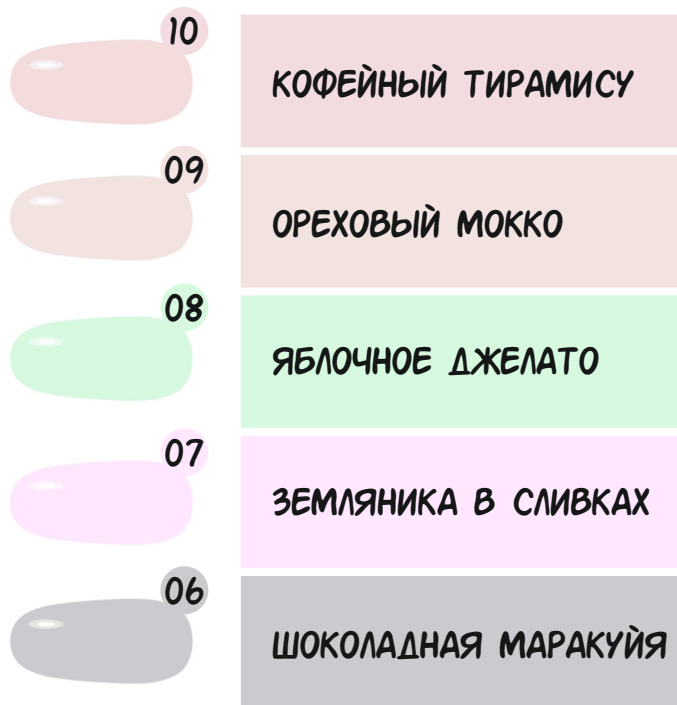 10
КОФЕЙНЫЙ ТИРАМИСУ
09
ОРЕХОВЫЙ МОККО
08
ЯБЛОЧНОЕ ДЖЕЛАТО
07
ЗЕМЛЯНИКА В СЛИВКАХ
06
ШОКОЛАДНАЯ МАРАКУЙЯ